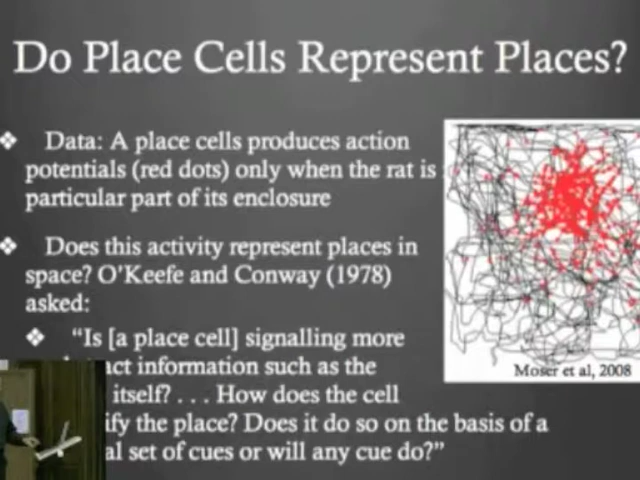 Do Place Cells Represent Places?
Data: A place cells produces action
potentials (red dots) only when the rat is
particular part of its enclosure
Does this activity represent places in
space? O'Keefe and Conway (1978)
asked:
"Is [a place cell] signalling more
act information such as the
itself? . . . How does the cell
ify the place? Does it do so on the basis of a
al set of cues or will any cue do?"
Moser et al, 2008